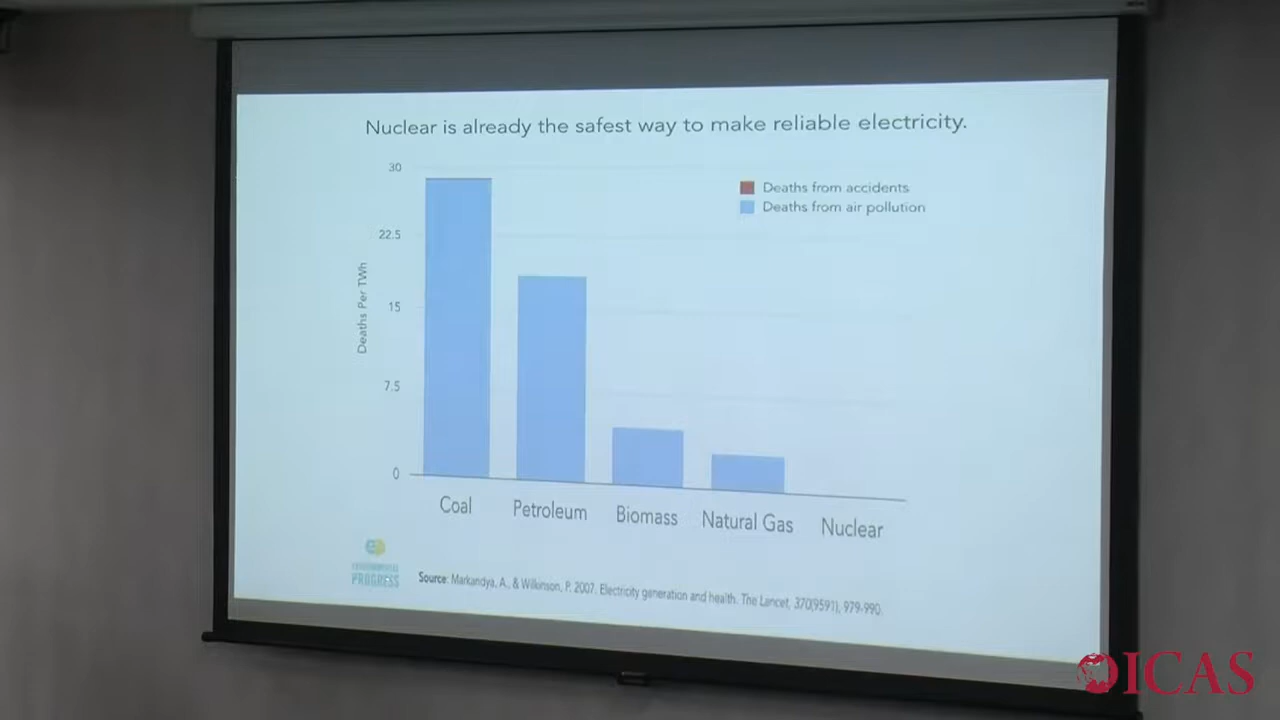 Nuclear is already the safest way to make reliable electricity.
30
Deaths from accidents
Deaths from air pollution
22.5
Deaths Per TWh
15
7.5
0
Coal
Petroleum
Biomass
Natural Gas
Nuclear
ENVIRONMENTAL
PROGRESS
Source: Markandya, A., & Wilkinson, P. 2007. Electricity generation and health. The Lancet, 370(9591), 979-990.
ICAS